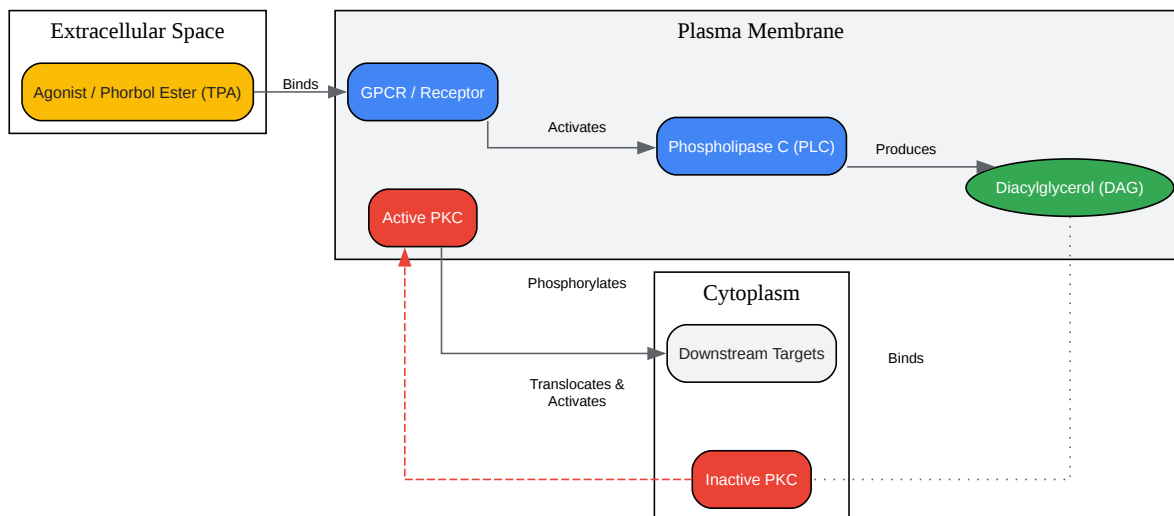 Extracellular Space
Plasma Membrane
Agonist / Phorbol Ester (TPA)
Binds
GPCR / Receptor
Activates
Phospholipase C (PLC)
Produces
Diacylglycerol (DAG)
Active PKC
Phosphorylates
Cytoplasm
Downstream Targets
Binds
Translocates &
Activates
Inactive PKC